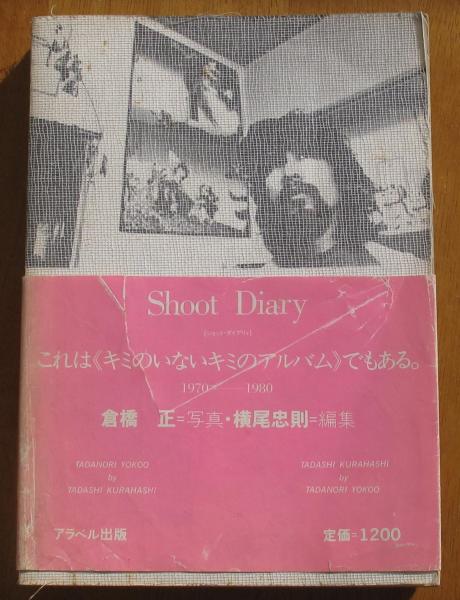 Shoot Diary
[シュート・ダイアリィ]
これは《キミのいないキミのアルバム》でもある。
1970——1980
倉橋　正=写真・横尾忠則=編集
TADANORI YOKOO
by
TADASHI KURAHASHI
TADASHI KURAHASHI
by
TADANORI YOKOO
アラベル出版
定価=1200